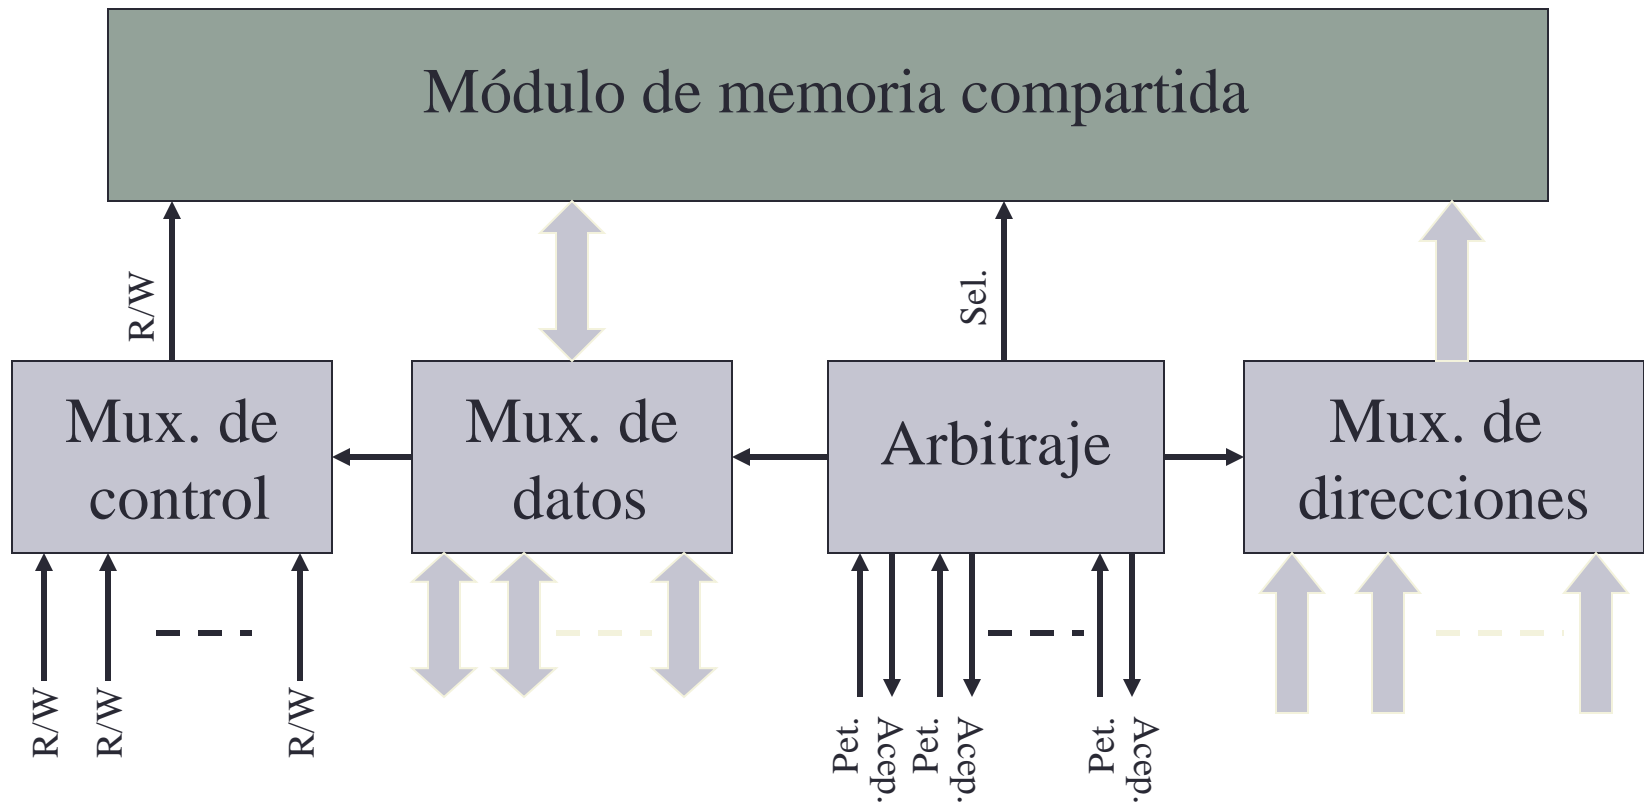 Módulo de memoria compartida
R/W
Sel.
Mux. de
control
Mux. de
datos
Arbitraje
Mux. de
direcciones
R/W
R/W
R/W
Pet.
Acep.
Pet.
Acep.
Pet.
Acep.